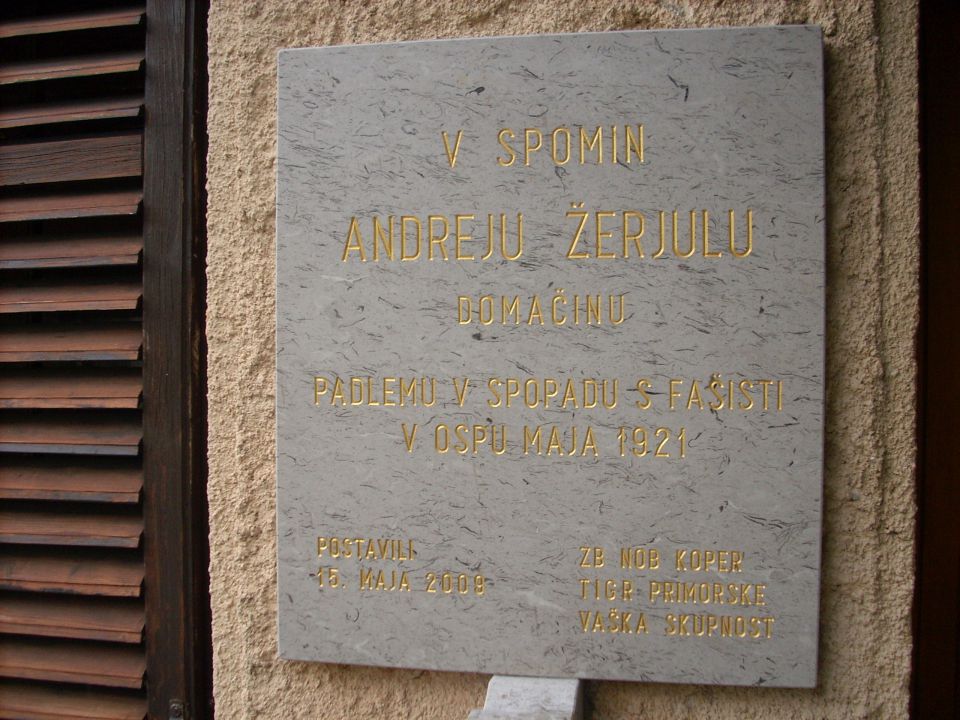 V SPOMIN
ANDREJU ŽERJULU
DOMAČINU
PADLEMU V SPOPADU S FAŠISTI
V OSPU MAJA 1921
POSTAVILI
15. MAJA 2009
ZB NOB KOPER
TIGR PRIMORSKE
VAŠKA SKUPNOST